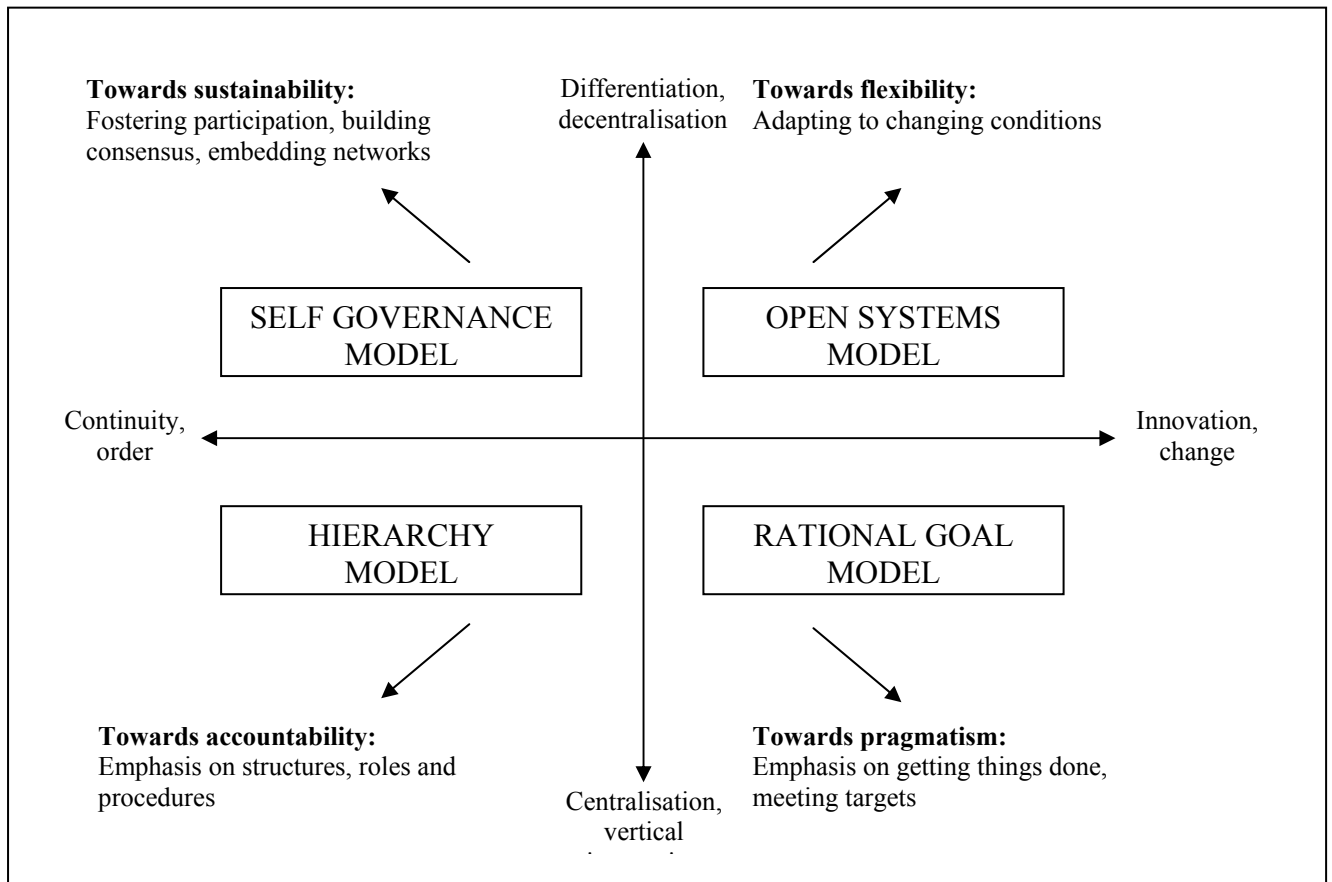 Towards sustainability:
Fostering participation, building
consensus, embedding networks
Differentiation,
decentralisation
Towards flexibility:
Adapting to changing conditions
SELF GOVERNANCE
MODEL
OPEN SYSTEMS
MODEL
Continuity,
order
Innovation,
change
HIERARCHY
MODEL
RATIONAL GOAL
MODEL
Towards accountability:
Emphasis on structures, roles and
procedures
Centralisation,
vertical
Towards pragmatism:
Emphasis on getting things done,
meeting targets